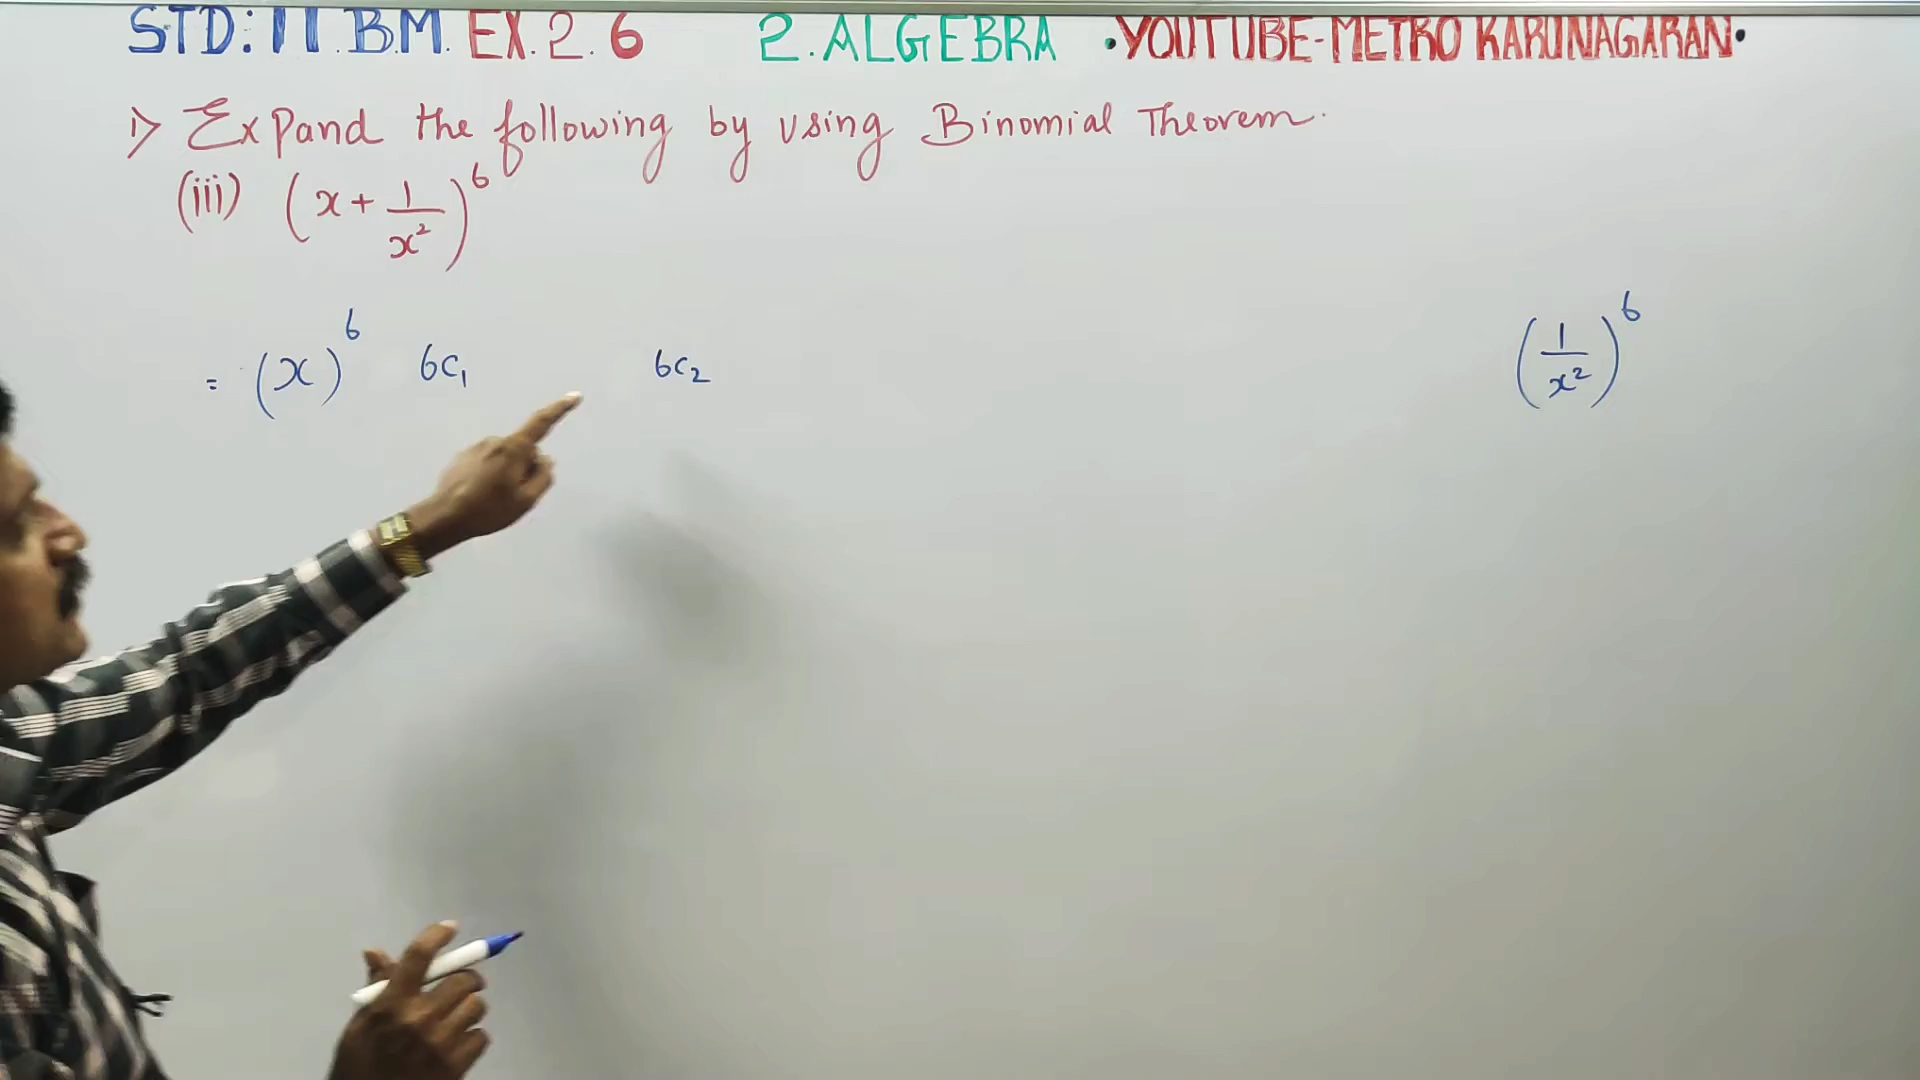 STD: 11.B.M. EX.2.6 2.ALGEBRA •YOUTUBE-METRO KARUNAGARAN•
1) Expand the following by using Binomial Theorem.
(iii) (x + 1/x²)⁶
= (x)⁶ 6c₁ 6c₂ (1/x²)⁶